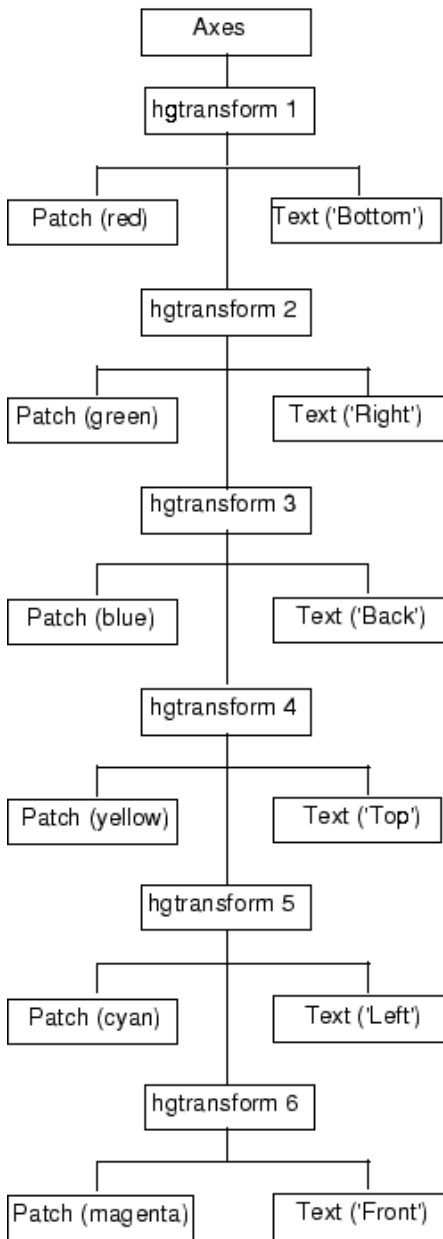 Axes
hgtransform 1
Patch (red)
Text ('Bottom')
hgtransform 2
Patch (green)
Text ('Right')
hgtransform 3
Patch (blue)
Text ('Back')
hgtransform 4
Patch (yellow)
Text ('Top')
hgtransform 5
Patch (cyan)
Text ('Left')
hgtransform 6
Patch (magenta)
Text ('Front')